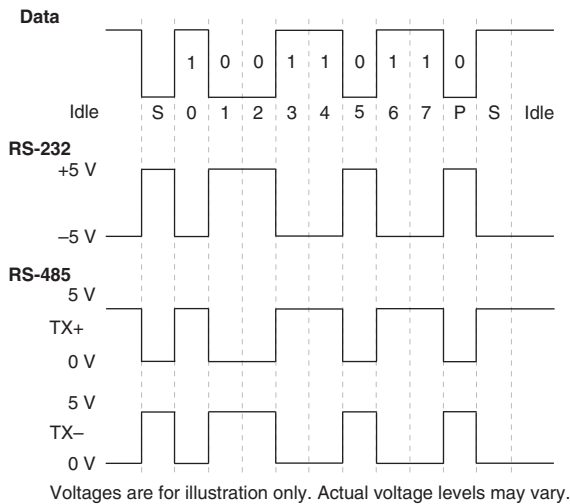 Data
1 0 0 1 1 0 1 1 0
Idle S 0 1 2 3 4 5 6 7 P S Idle
RS-232
+5 V
–5 V
RS-485
5 V
TX+
0 V
5 V
TX–
0 V
Voltages are for illustration only. Actual voltage levels may vary.